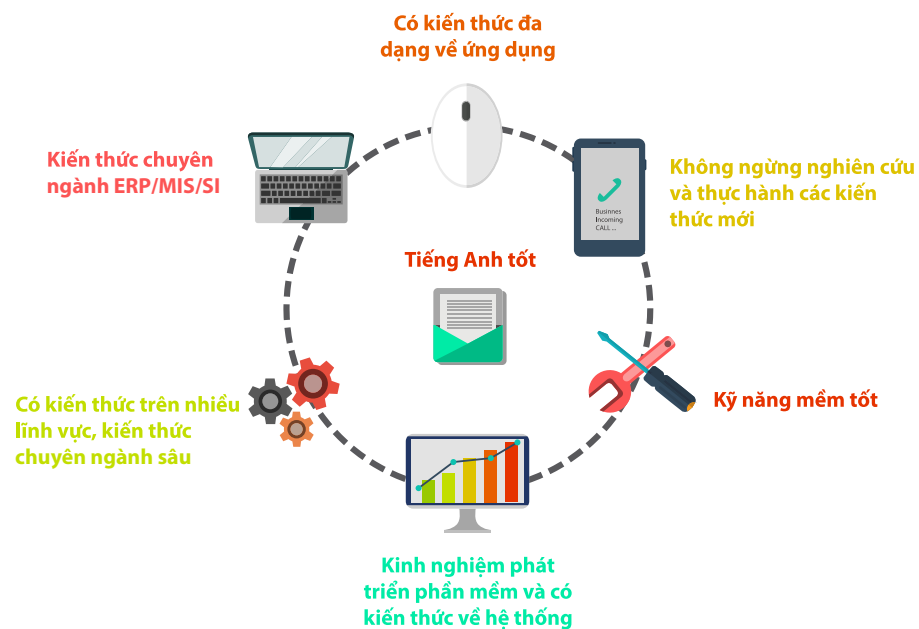 Có kiến thức đa
dạng về ứng dụng
Kiến thức chuyên
ngành ERP/MIS/SI
Không ngừng nghiên cứu
và thực hành các kiến
thức mới
Businnes
Incoming
CALL ...
Tiếng Anh tốt
Có kiến thức trên nhiều
lĩnh vực, kiến thức
chuyên ngành sâu
Kỹ năng mềm tốt
Kinh nghiệm phát
triển phần mềm và có
kiến thức về hệ thống